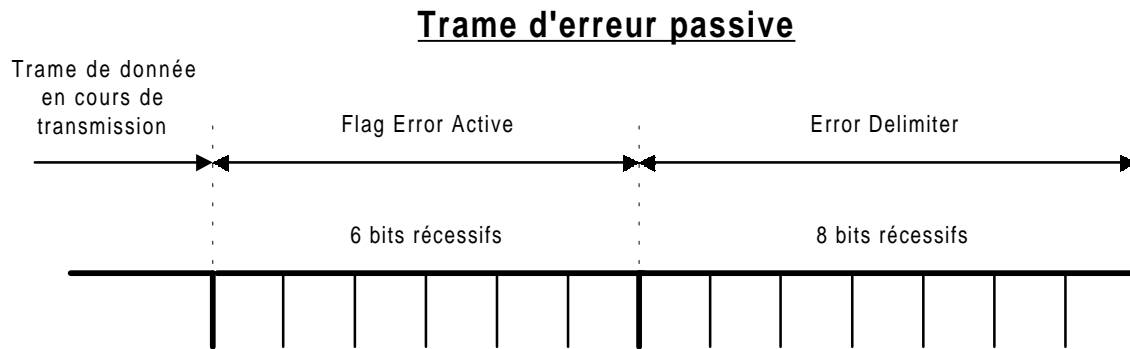 Trame d'erreur passive
Trame de donnée
en cours de
transmission
Flag Error Active
Error Delimiter
6 bits récessifs
8 bits récessifs